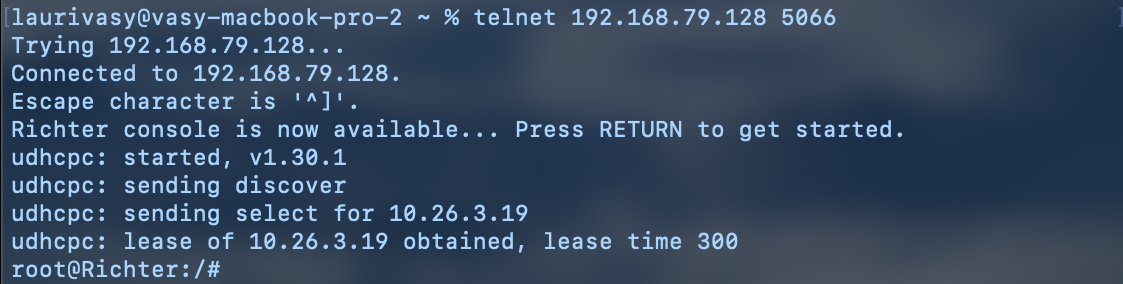 [laurivasy@vasy-macbook-pro-2 ~ % telnet 192.168.79.128 5066 ]
Trying 192.168.79.128...
Connected to 192.168.79.128.
Escape character is '^]'.
Richter console is now available... Press RETURN to get started.
udhcpc: started, v1.30.1
udhcpc: sending discover
udhcpc: sending select for 10.26.3.19
udhcpc: lease of 10.26.3.19 obtained, lease time 300
root@Richter:/#